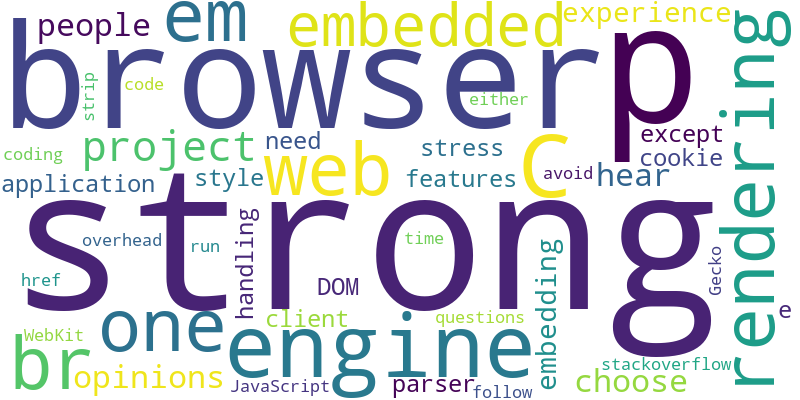 people
em
embedded
experience
browser
p
rendering
strip
code
either
project
need
web
C
stress
except
cookie
coding
application
style
features
avoid
hear
strong
overhead
run
handling
time
Gecko
href
DOM
embedding
e
one
client
questions
WebKit
br
engine
opinions
JavaScript
parser
follow
stackoverflow
choose